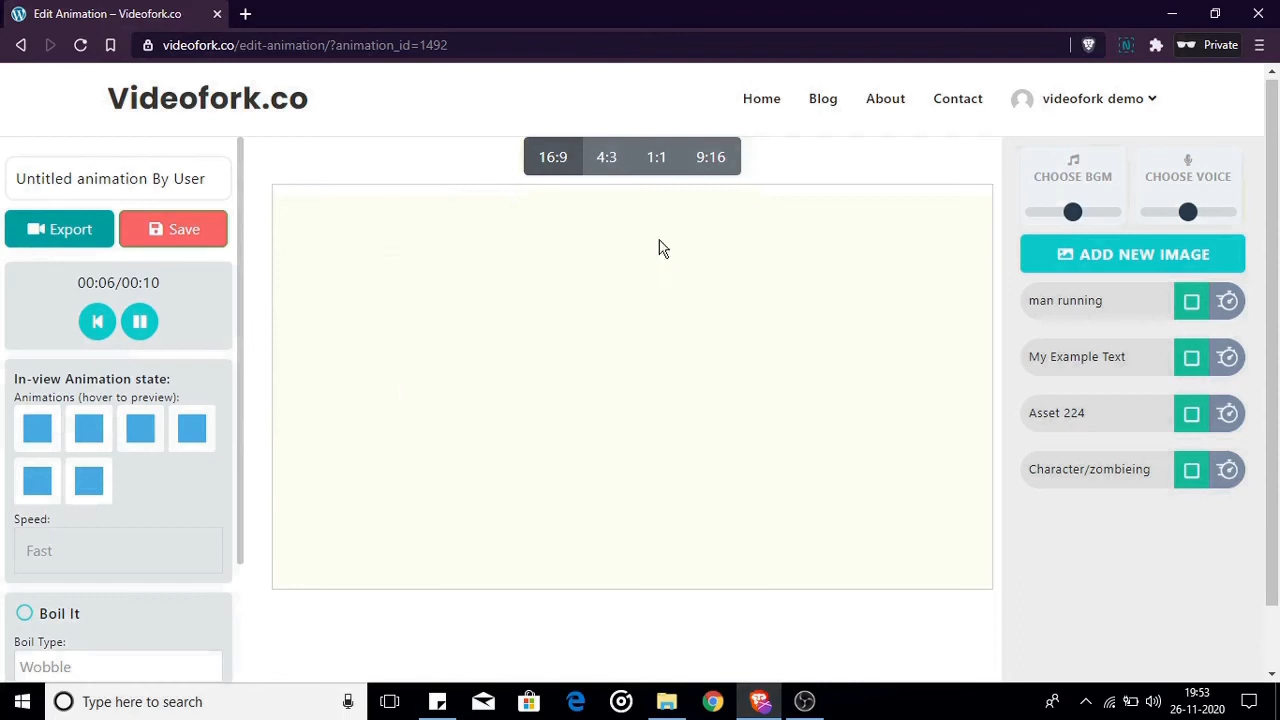 Edit Animation – Videofork.co
videofork.co/edit-animation/?animation_id=1492
Private
Videofork.co
Home
Blog
About
Contact
videofork demo
16:9
4:3
1:1
9:16
Untitled animation By User
Export
Save
00:06/00:10
In-view Animation state:
Animations (hover to preview):
Speed:
Fast
Boil It
Boil Type:
Wobble
CHOOSE BGM
CHOOSE VOICE
ADD NEW IMAGE
man running
My Example Text
Asset 224
Character/zombieing
Type here to search
19:53
26-11-2020